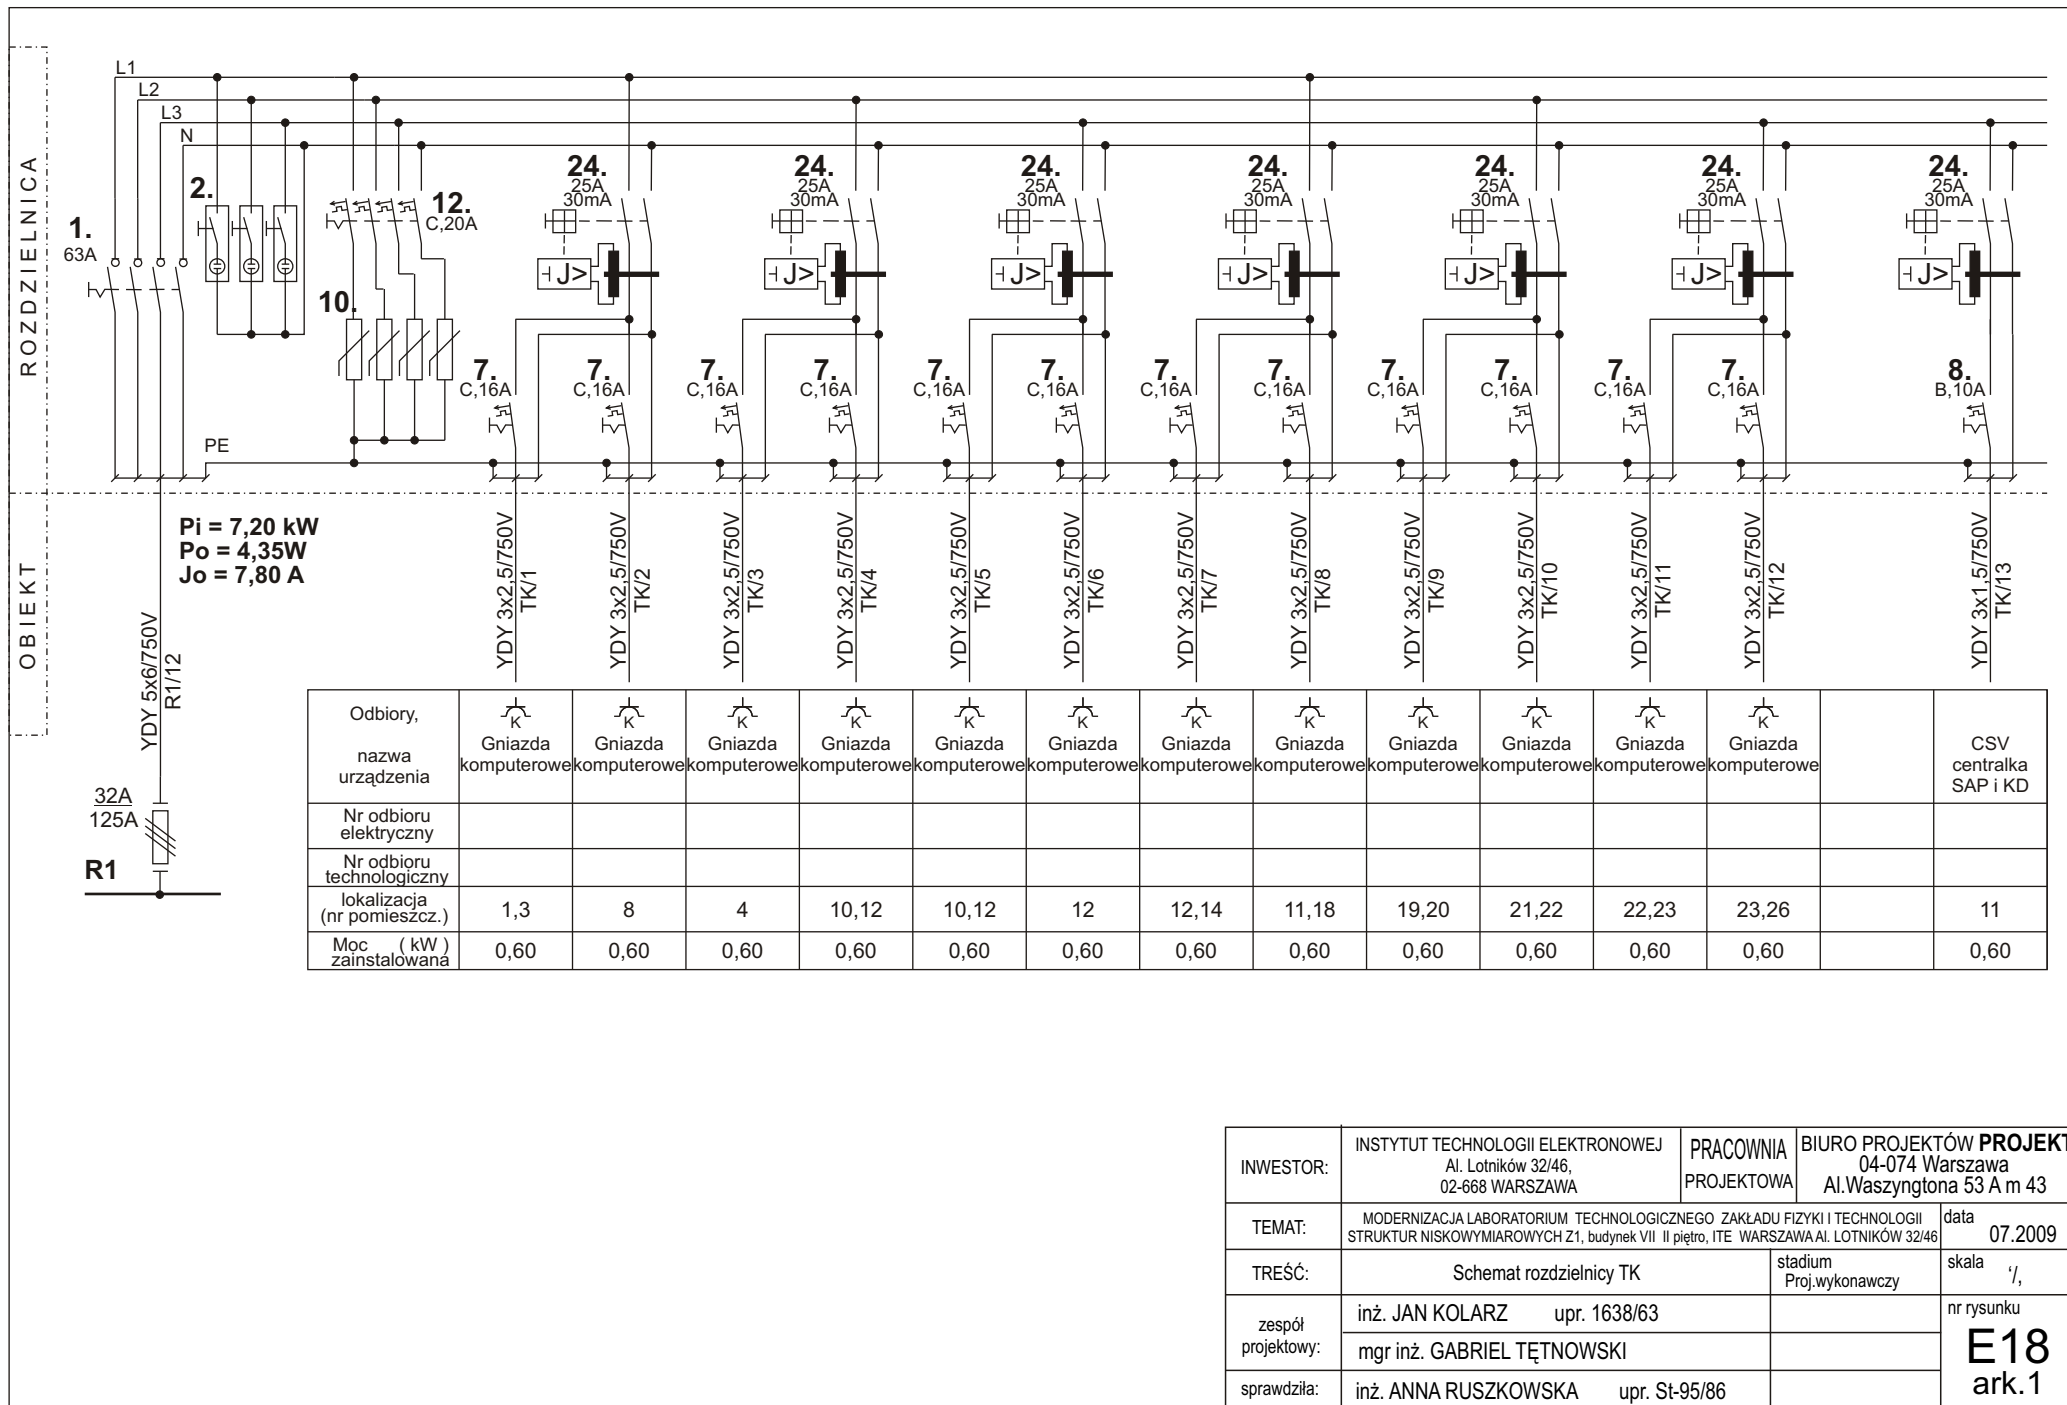 ROZDZIELNICA
OBIEKT
L1
L2
L3
N
PE
1.
63A
2.
12.
C,20A
10.
24.
25A
30mA
24.
25A
30mA
24.
25A
30mA
24.
25A
30mA
24.
25A
30mA
24.
25A
30mA
24.
25A
30mA
J>
J>
J>
J>
J>
J>
J>
7.
C,16A
7.
C,16A
7.
C,16A
7.
C,16A
7.
C,16A
7.
C,16A
7.
C,16A
7.
C,16A
7.
C,16A
7.
C,16A
7.
C,16A
7.
C,16A
8.
B,10A
Pi = 7,20 kW
Po = 4,35W
Jo = 7,80 A
YDY 5x6/750V
R1/12
32A
125A
R1
YDY 3x2,5/750V
TK/1
YDY 3x2,5/750V
TK/2
YDY 3x2,5/750V
TK/3
YDY 3x2,5/750V
TK/4
YDY 3x2,5/750V
TK/5
YDY 3x2,5/750V
TK/6
YDY 3x2,5/750V
TK/7
YDY 3x2,5/750V
TK/8
YDY 3x2,5/750V
TK/9
YDY 3x2,5/750V
TK/10
YDY 3x2,5/750V
TK/11
YDY 3x2,5/750V
TK/12
YDY 3x1,5/750V
TK/13
Odbiory,
nazwa
urządzenia
K
Gniazda
komputerowe
K
Gniazda
komputerowe
K
Gniazda
komputerowe
K
Gniazda
komputerowe
K
Gniazda
komputerowe
K
Gniazda
komputerowe
K
Gniazda
komputerowe
K
Gniazda
komputerowe
K
Gniazda
komputerowe
K
Gniazda
komputerowe
K
Gniazda
komputerowe
K
Gniazda
komputerowe
CSV
centralka
SAP i KD
Nr odbioru
elektryczny
Nr odbioru
technologiczny
lokalizacja
(nr pomieszcz.)
1,3 8 4 10,12 10,12 12 12,14 11,18 19,20 21,22 22,23 23,26 11
Moc ( kW )
zainstalowana
0,60 0,60 0,60 0,60 0,60 0,60 0,60 0,60 0,60 0,60 0,60 0,60 0,60
INWESTOR:
INSTYTUT TECHNOLOGII ELEKTRONOWEJ
Al. Lotników 32/46,
02-668 WARSZAWA
PRACOWNIA
PROJEKTOWA
BIURO PROJEKTÓW PROJEKT
04-074 Warszawa
Al.Waszyngtona 53 A m 43
TEMAT:
MODERNIZACJA LABORATORIUM TECHNOLOGICZNEGO ZAKŁADU FIZYKI I TECHNOLOGII
STRUKTUR NISKOWYMIAROWYCH Z1, budynek VII II piętro, ITE WARSZAWA Al. LOTNIKÓW 32/46
data
07.2009
TREŚĆ:
Schemat rozdzielnicy TK
stadium
Proj.wykonawczy
skala
‘/,
zespół
projektowy:
inż. JAN KOLARZ upr. 1638/63
mgr inż. GABRIEL TĘTNOWSKI
nr rysunku
E18
ark.1
sprawdziła:
inż. ANNA RUSZKOWSKA upr. St-95/86